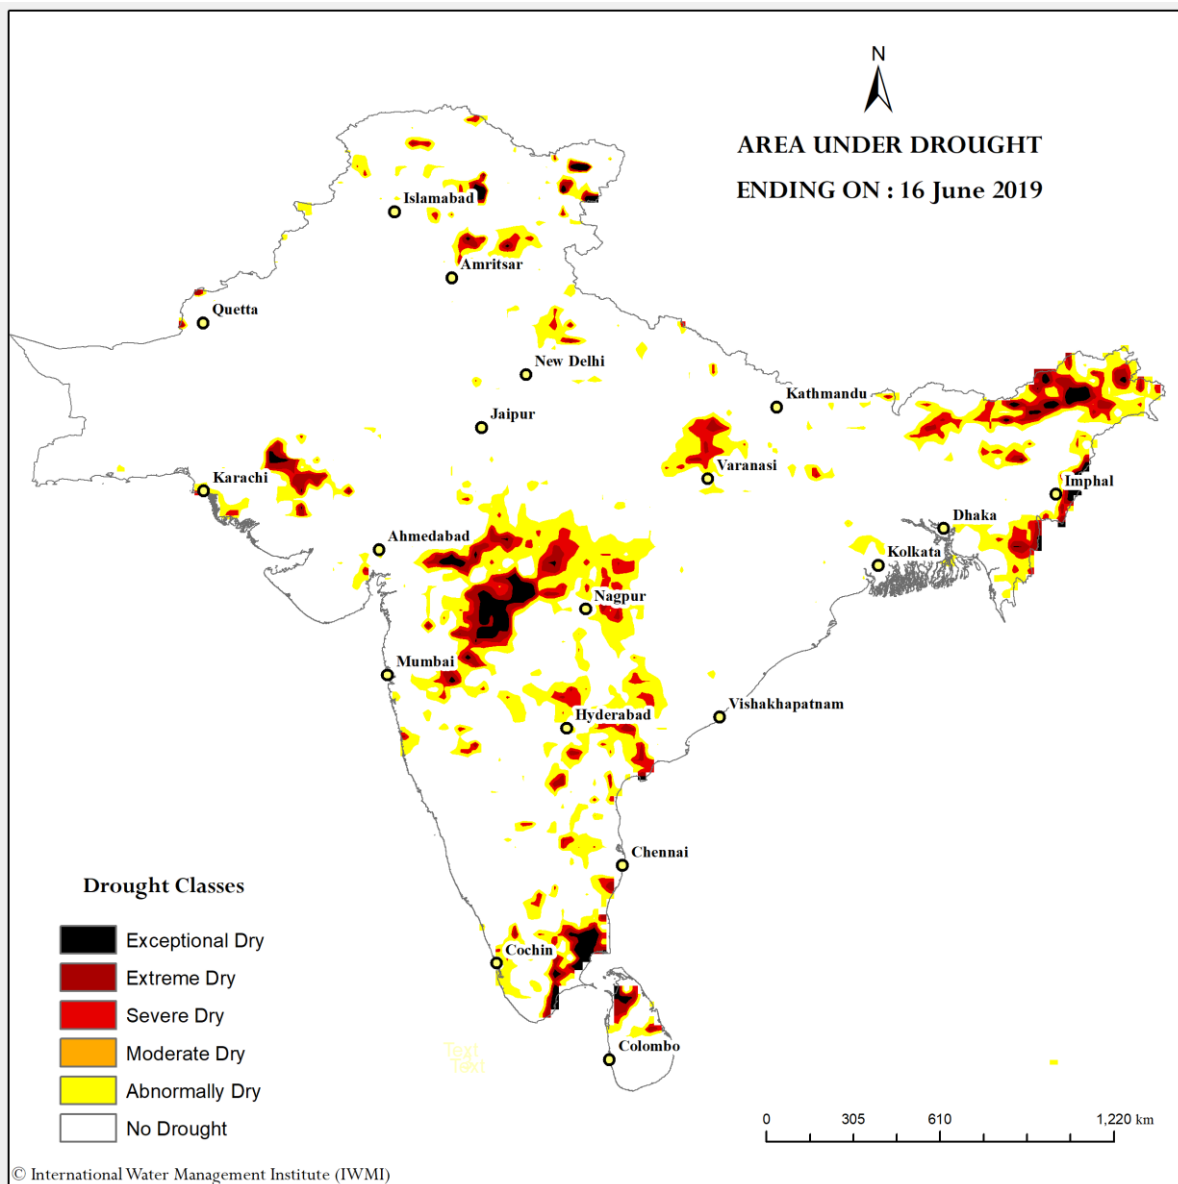 N
AREA UNDER DROUGHT
ENDING ON : 16 June 2019
Islamabad
Amritsar
Quetta
New Delhi
Kathmandu
Jaipur
Varanasi
Karachi
Imphal
Dhaka
Ahmedabad
Kolkata
Nagpur
Mumbai
Vishakhapatnam
Hyderabad
Chennai
Cochin
Colombo
Text
Text
Drought Classes
Exceptional Dry
Extreme Dry
Severe Dry
Moderate Dry
Abnormally Dry
No Drought
0 305 610 1,220 km
© International Water Management Institute (IWMI)